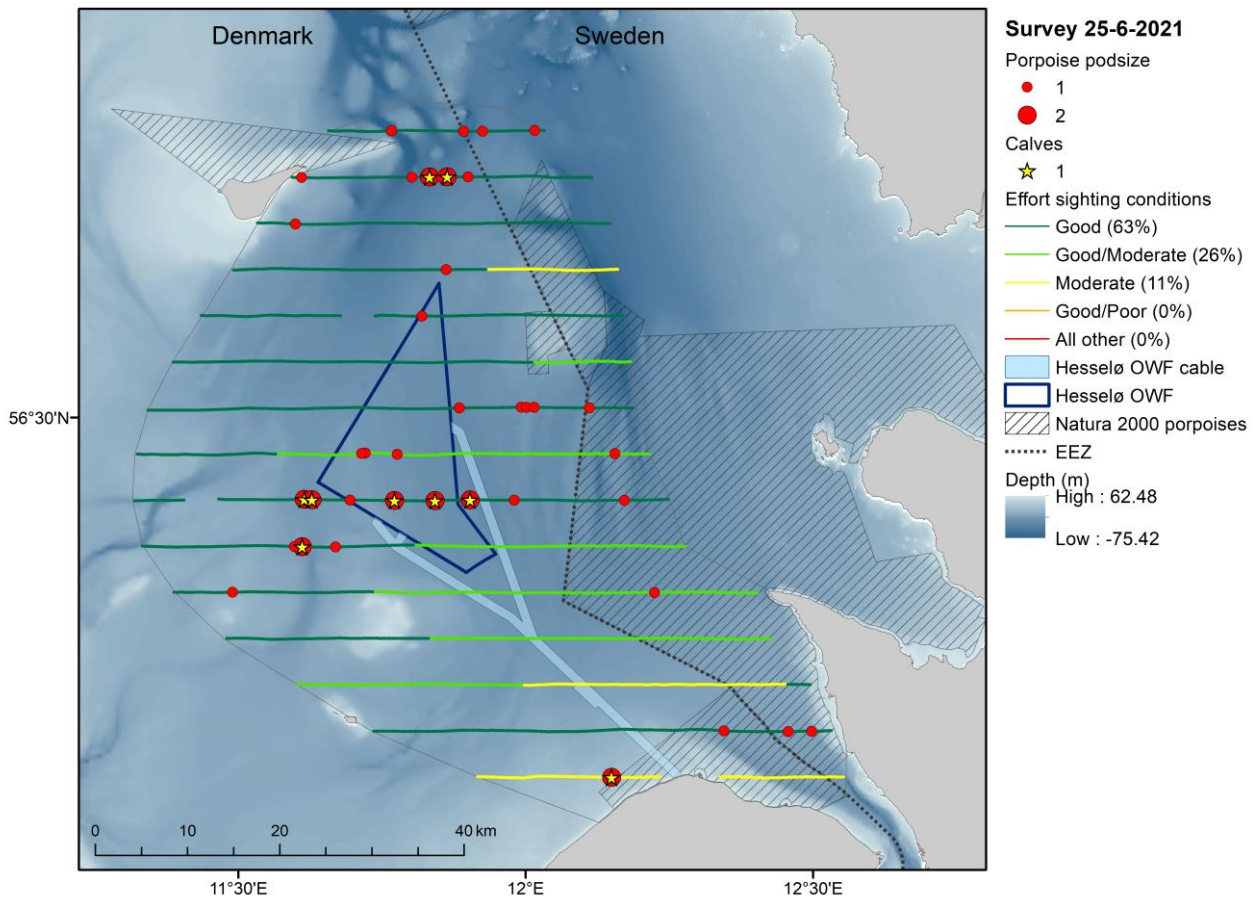 Denmark
Sweden
56°30'N
0
10
20
40 km
11°30'E
12°E
12°30'E
Survey 25-6-2021
Porpoise podsize
1
2
Calves
1
Effort sighting conditions
Good (63%)
Good/Moderate (26%)
Moderate (11%)
Good/Poor (0%)
All other (0%)
Hesselø OWF cable
Hesselø OWF
Natura 2000 porpoises
EEZ
Depth (m)
High : 62.48
Low : -75.42